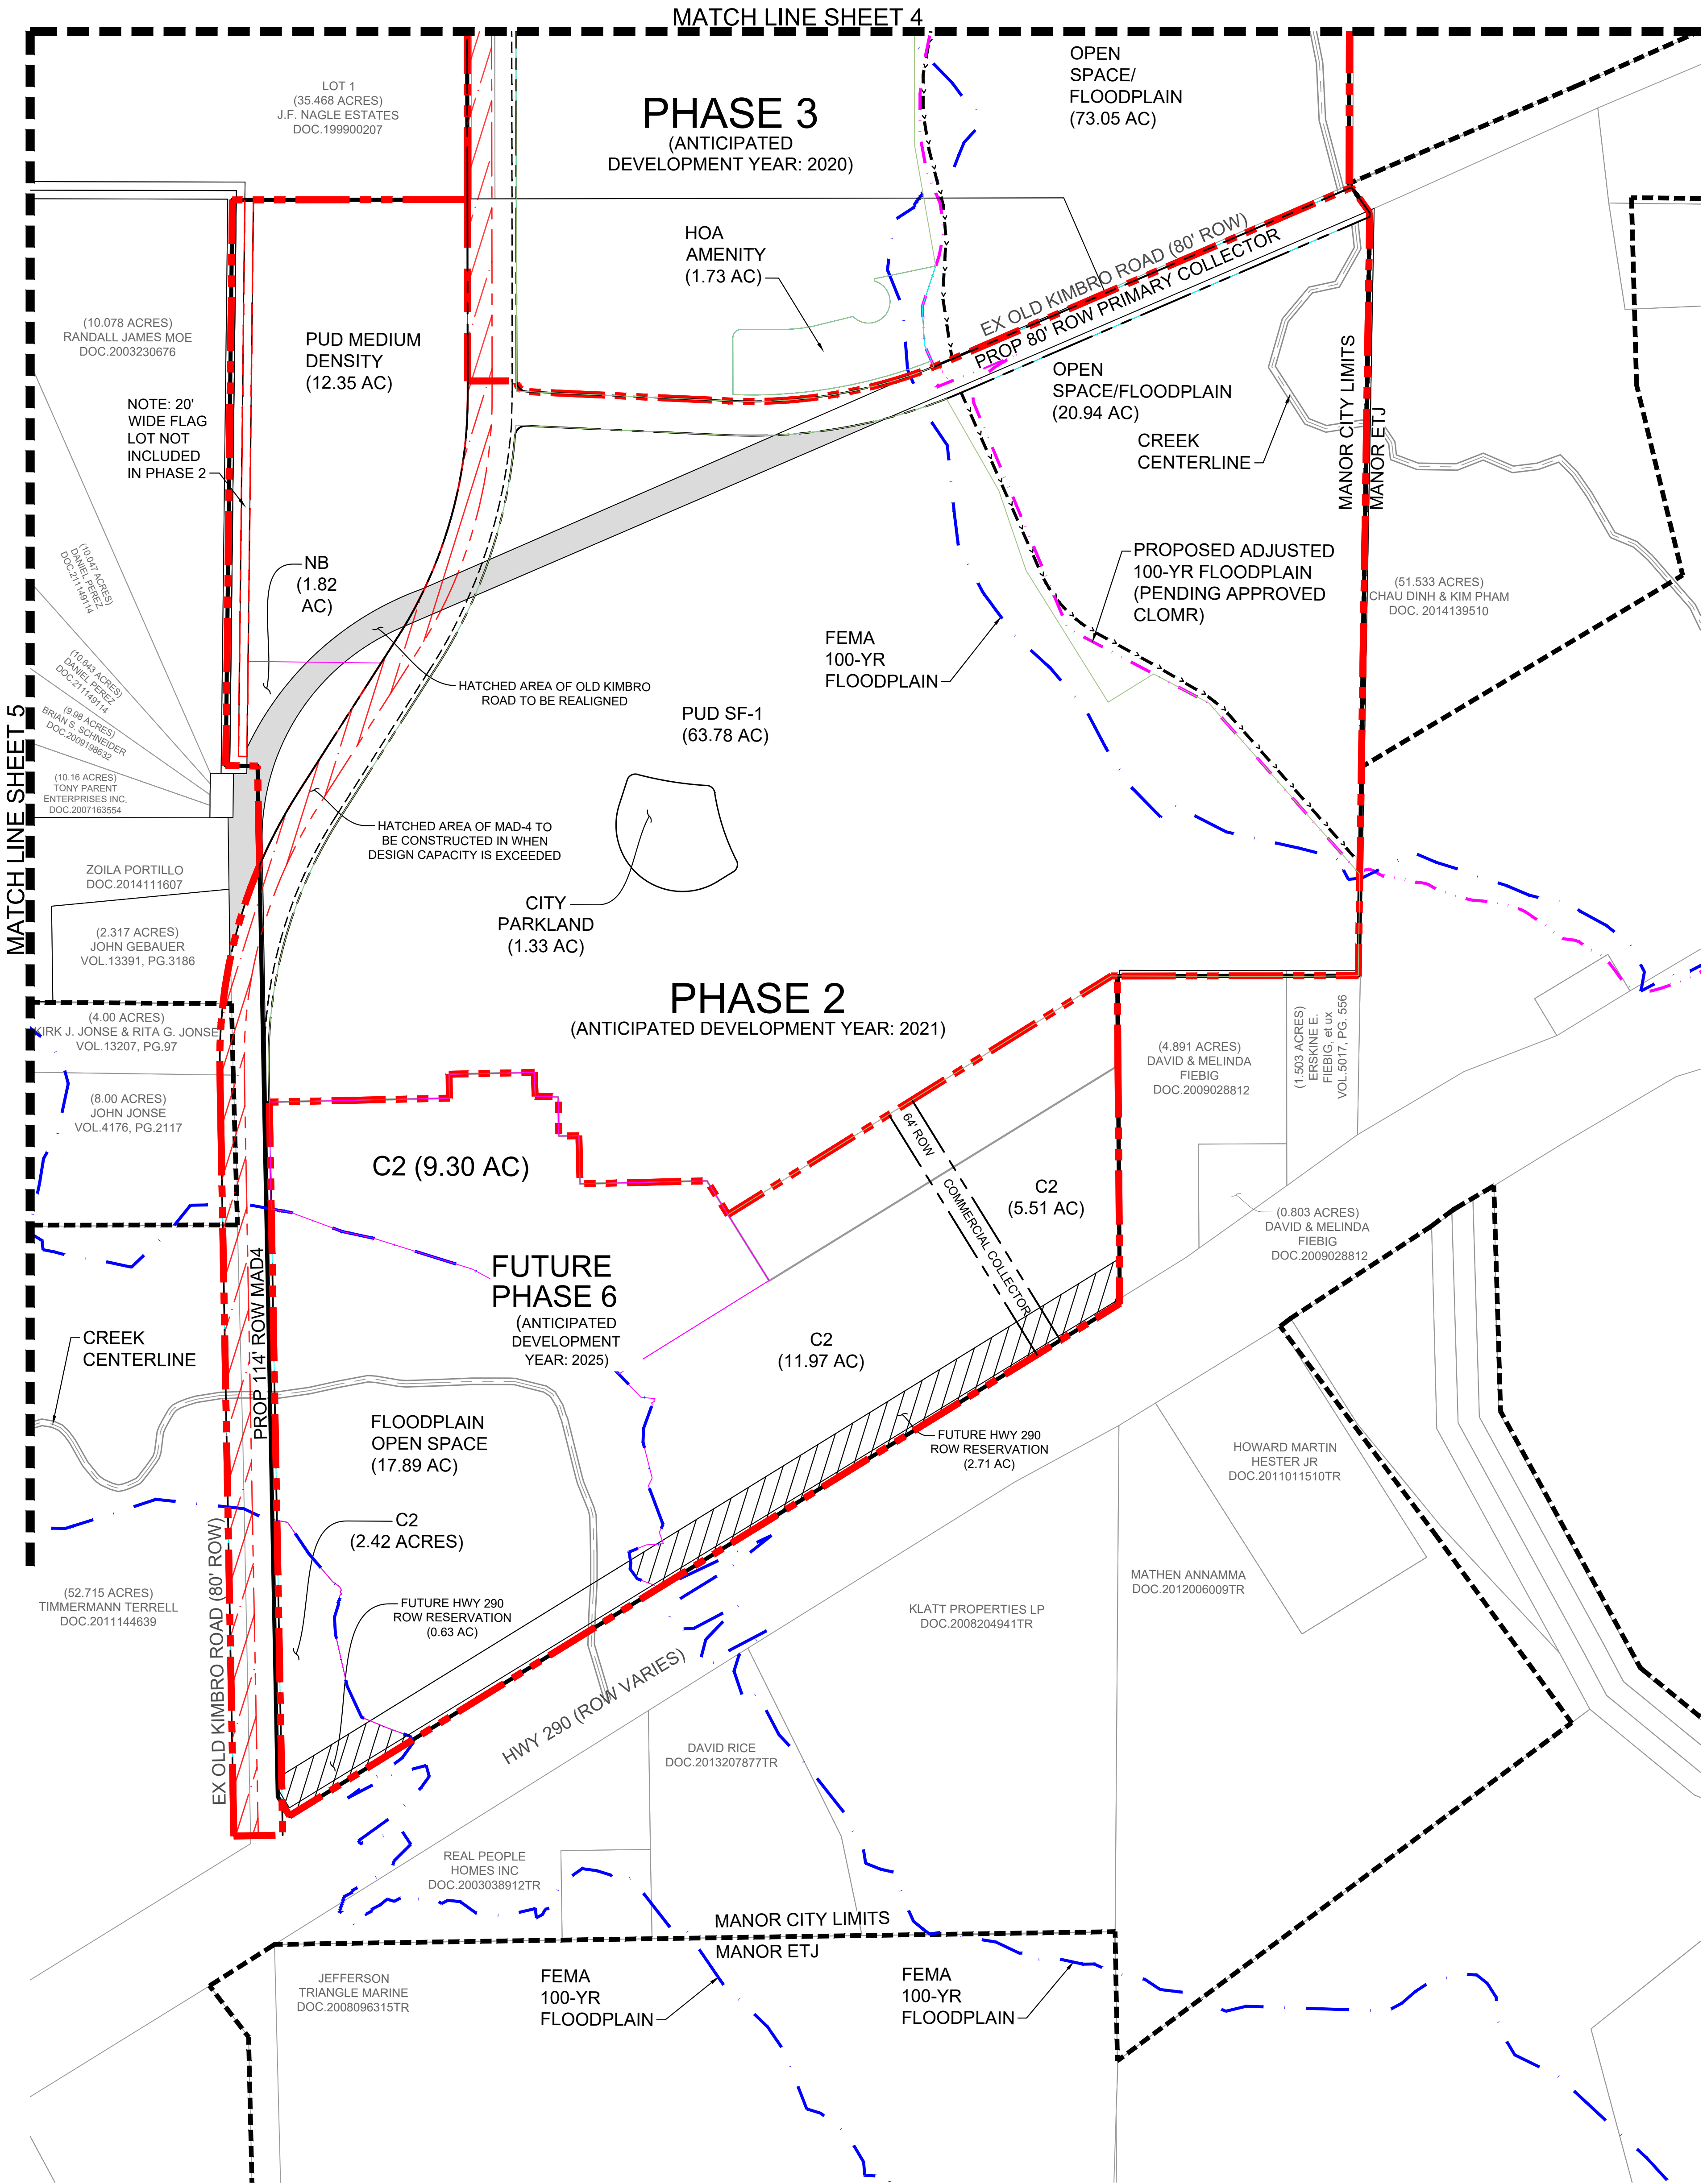 MATCH LINE SHEET 4
LOT 1
(35.468 ACRES)
J.F. NAGLE ESTATES
DOC.199900207
PHASE 3
(ANTICIPATED
DEVELOPMENT YEAR: 2020)
OPEN
SPACE/
FLOODPLAIN
(73.05 AC)
HOA
AMENITY
(1.73 AC)
EX OLD KIMBRO ROAD (80' ROW)
PROP 80' ROW PRIMARY COLLECTOR
(10.078 ACRES)
RANDALL JAMES MOE
DOC.2003230676
PUD MEDIUM
DENSITY
(12.35 AC)
OPEN
SPACE/FLOODPLAIN
(20.94 AC)
CREEK
CENTERLINE
MANOR CITY LIMITS
MANOR ETJ
NOTE: 20'
WIDE FLAG
LOT NOT
INCLUDED
IN PHASE 2
NB
(1.82
AC)
PROPOSED ADJUSTED
100-YR FLOODPLAIN
(PENDING APPROVED
CLOMR)
(51.533 ACRES)
CHAU DINH & KIM PHAM
DOC. 2014139510
(10.047 ACRES)
DANIEL PEREZ
DOC.211149114
(10.643 ACRES)
DANIEL PEREZ
DOC.211149114
(9.98 ACRES)
BRIAN S. SCHNEIDER
DOC.2009198632
(10.16 ACRES)
TONY PARENT
ENTERPRISES INC.
DOC.2007163554
MATCH LINE SHEET 5
FEMA
100-YR
FLOODPLAIN
HATCHED AREA OF OLD KIMBRO
ROAD TO BE REALIGNED
PUD SF-1
(63.78 AC)
HATCHED AREA OF MAD-4 TO
BE CONSTRUCTED IN WHEN
DESIGN CAPACITY IS EXCEEDED
ZOILA PORTILLO
DOC.2014111607
CITY
PARKLAND
(1.33 AC)
(2.317 ACRES)
JOHN GEBAUER
VOL.13391, PG.3186
PHASE 2
(ANTICIPATED DEVELOPMENT YEAR: 2021)
(4.00 ACRES)
KIRK J. JONSE & RITA G. JONSE
VOL.13207, PG.97
(8.00 ACRES)
JOHN JONSE
VOL.4176, PG.2117
(4.891 ACRES)
DAVID & MELINDA
FIEBIG
DOC.2009028812
(1.503 ACRES)
ERSKINE E.
FIEBIG, et ux
VOL.5017, PG. 556
C2 (9.30 AC)
64' ROW
COMMERCIAL COLLECTOR
C2
(5.51 AC)
(0.803 ACRES)
DAVID & MELINDA
FIEBIG
DOC.2009028812
FUTURE
PHASE 6
(ANTICIPATED
DEVELOPMENT
YEAR: 2025)
PROP 114' ROW MAD4
CREEK
CENTERLINE
C2
(11.97 AC)
FLOODPLAIN
OPEN SPACE
(17.89 AC)
FUTURE HWY 290
ROW RESERVATION
(2.71 AC)
HOWARD MARTIN
HESTER JR
DOC.2011011510TR
C2
(2.42 ACRES)
EX OLD KIMBRO ROAD (80' ROW)
(52.715 ACRES)
TIMMERMANN TERRELL
DOC.2011144639
FUTURE HWY 290
ROW RESERVATION
(0.63 AC)
MATHEN ANNAMMA
DOC.2012006009TR
KLATT PROPERTIES LP
DOC.2008204941TR
HWY 290 (ROW VARIES)
DAVID RICE
DOC.2013207877TR
REAL PEOPLE
HOMES INC
DOC.2003038912TR
MANOR CITY LIMITS
MANOR ETJ
JEFFERSON
TRIANGLE MARINE
DOC.2008096315TR
FEMA
100-YR
FLOODPLAIN
FEMA
100-YR
FLOODPLAIN